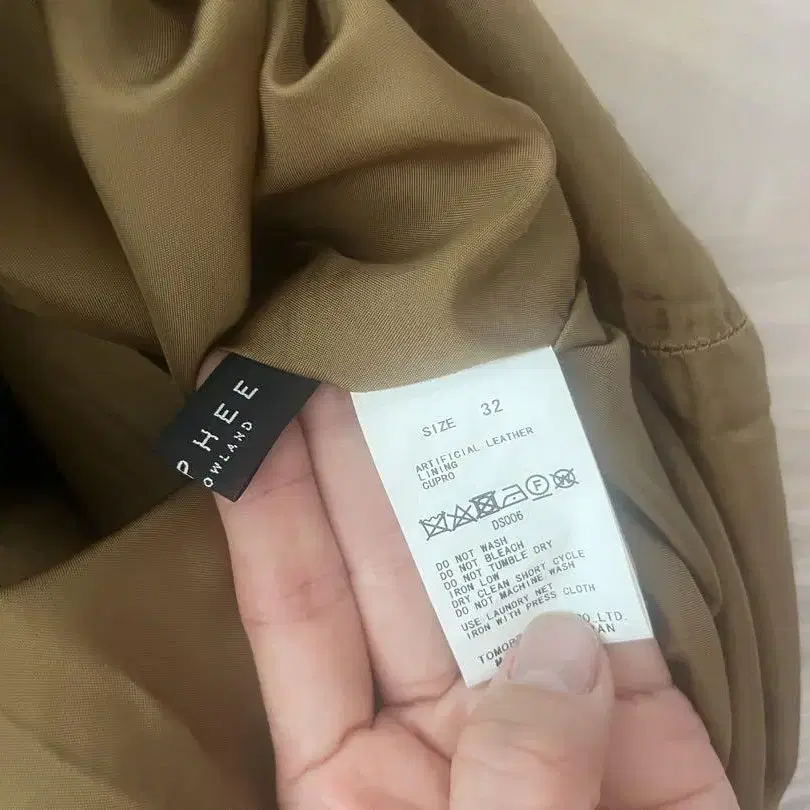 PHEE
OWLAND
SIZE 32
ARTIFICIAL LEATHER
LINING
CUPRO
DS006
DO NOT WASH
DO NOT BLEACH
DO NOT TUMBLE DRY
IRON LOW
DRY CLEAN SHORT CYCLE
DO NOT MACHINE WASH
USE LAUNDRY NET
IRON WITH PRESS CLOTH
CO.,LTD.